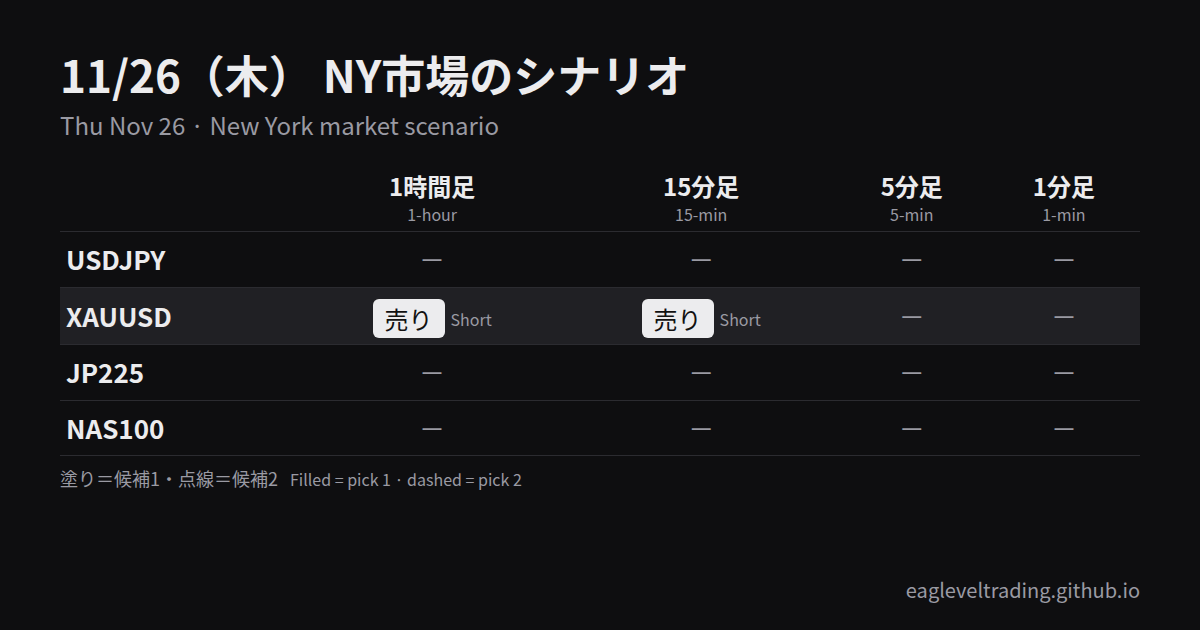 11/26（木） NY市場のシナリオ
Thu Nov 26 · New York market scenario
1時間足 15分足 5分足 1分足
1-hour 15-min 5-min 1-min
USDJPY — — — —
XAUUSD 売り Short 売り Short — —
JP225 — — — —
NAS100 — — — —
塗り＝候補1・点線＝候補2 Filled = pick 1 · dashed = pick 2
eagleveltrading.github.io